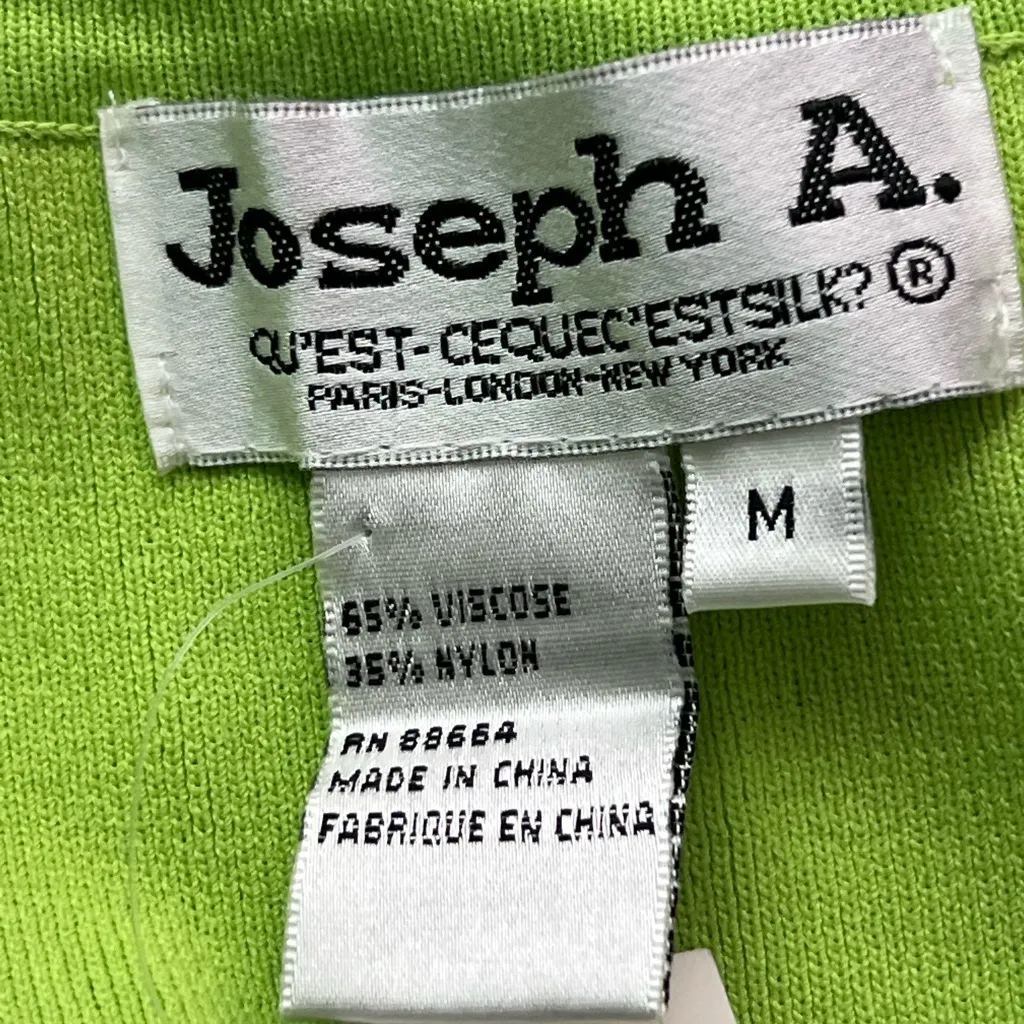 Joseph A.
QU'EST-CEQUEC'ESTSILK? ®
PARIS-LONDON-NEW YORK
M
65% VISCOSE
35% NYLON
RN 88664
MADE IN CHINA
FABRIQUE EN CHINA